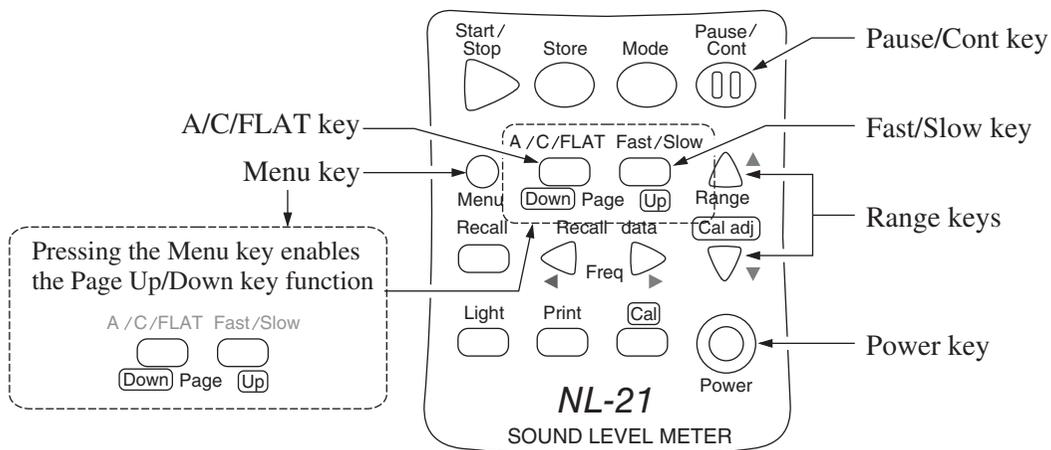 Start/
Stop
Store
Mode
Pause/
Cont
Pause/Cont key
A/C/FLAT key
A/C/FLAT Fast/Slow
Fast/Slow key
Menu key
Menu
Down Page Up
Range
Range keys
Recall
Recall data
Cal adj
Freq
Pressing the Menu key enables
the Page Up/Down key function
A/C/FLAT Fast/Slow
Down Page Up
Light
Print
Cal
Power key
Power
NL-21
SOUND LEVEL METER